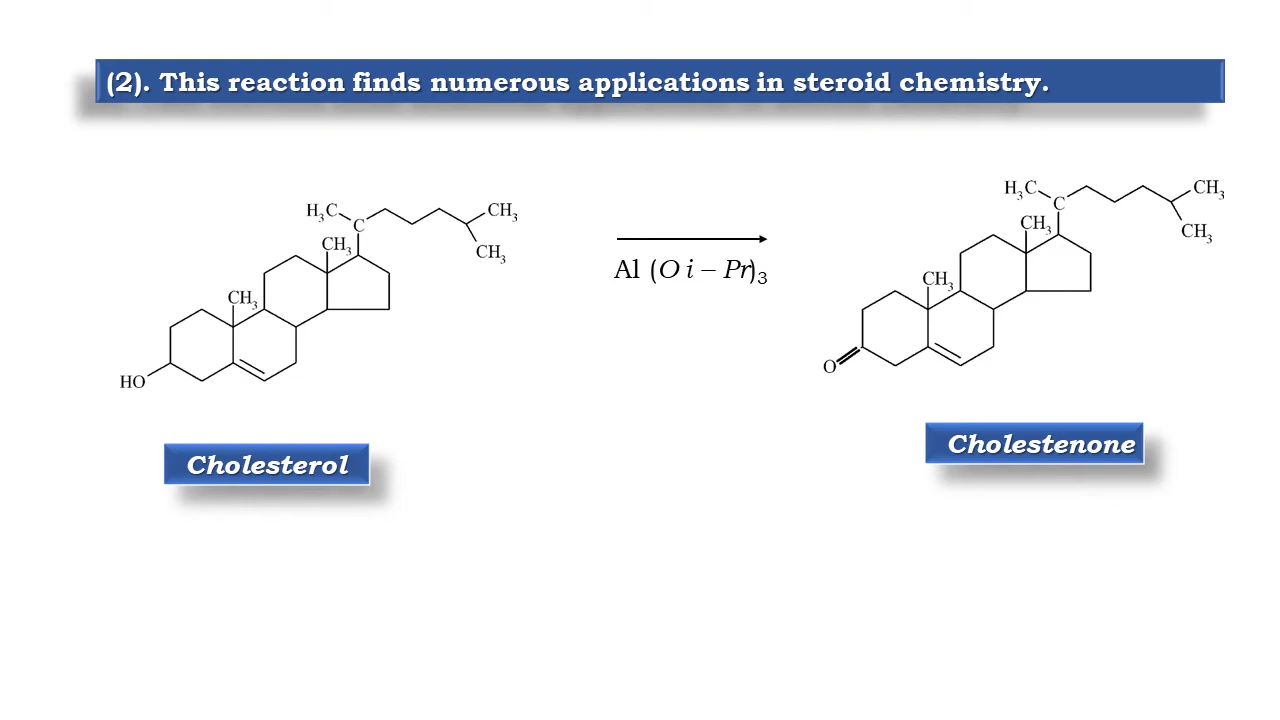 (2). This reaction finds numerous applications in steroid chemistry.
H₃C
CH₃
C
CH₃
CH₃
CH₃
HO
Al (O i – Pr)₃
H₃C
CH₃
C
CH₃
CH₃
CH₃
O
Cholesterol
Cholestenone